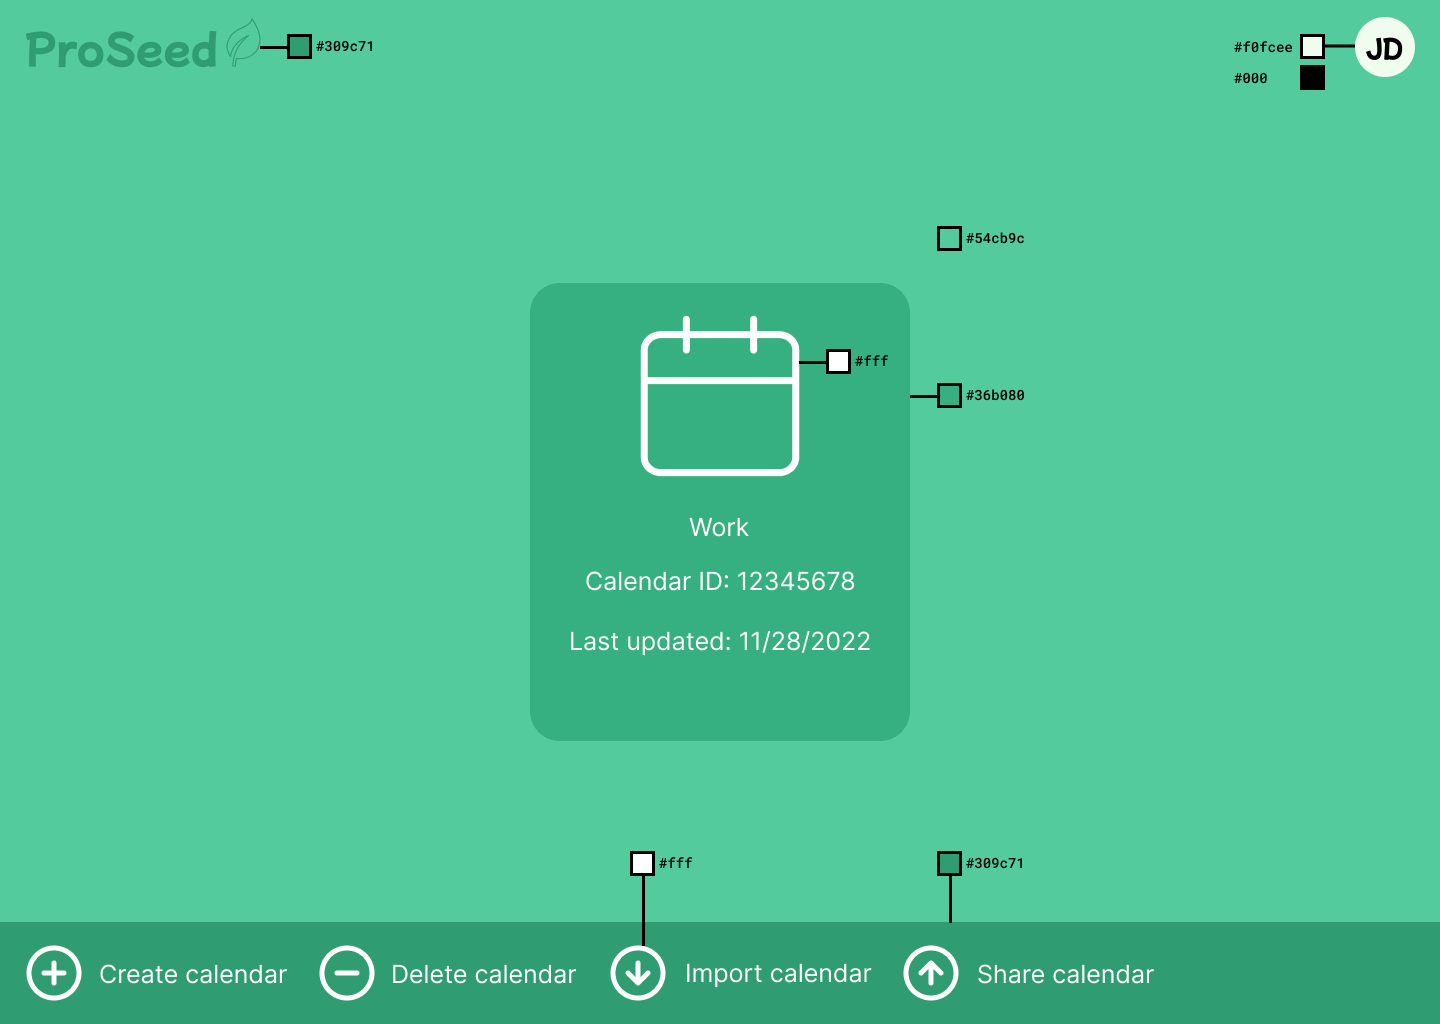 ProSeed
#309c71
#f0fcee
JD
#000
#54cb9c
#fff
#36b080
Work
Calendar ID: 12345678
Last updated: 11/28/2022
#fff
#309c71
Create calendar
Delete calendar
Import calendar
Share calendar